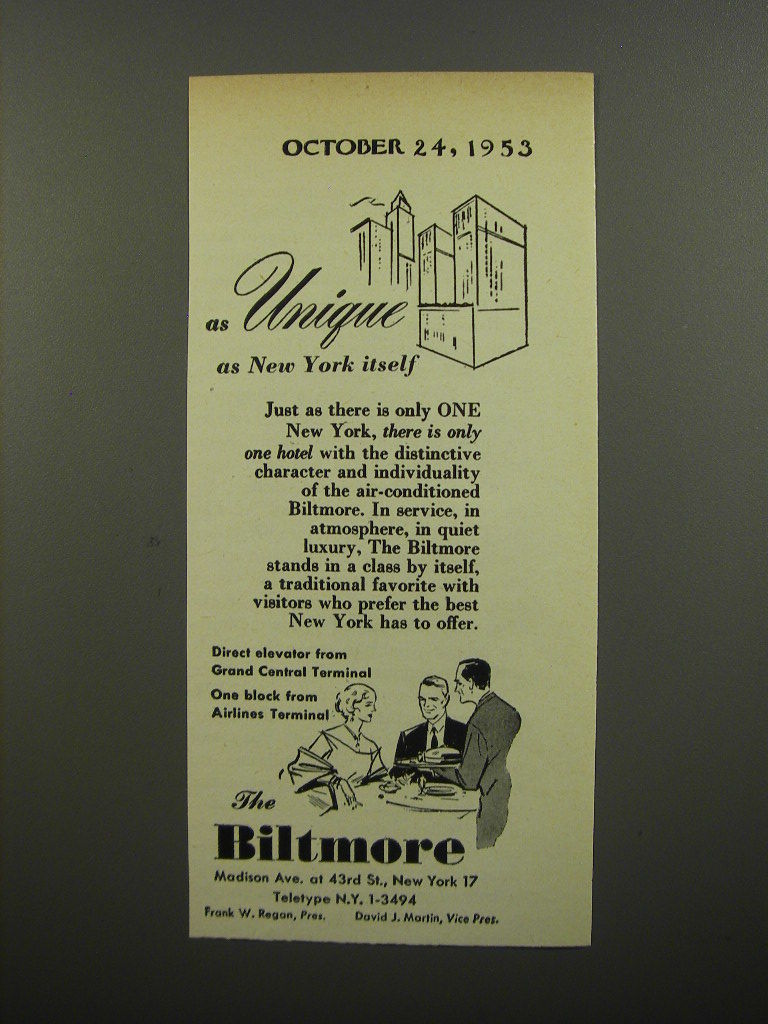 OCTOBER 24, 1953
as Unique
as New York itself
Just as there is only ONE
New York, there is only
one hotel with the distinctive
character and individuality
of the air-conditioned
Biltmore. In service, in
atmosphere, in quiet
luxury, The Biltmore
stands in a class by itself,
a traditional favorite with
visitors who prefer the best
New York has to offer.
Direct elevator from
Grand Central Terminal
One block from
Airlines Terminal
The
Biltmore
Madison Ave. at 43rd St., New York 17
Teletype N.Y. 1-3494
Frank W. Regan, Pres. David J. Martin, Vice Pres.